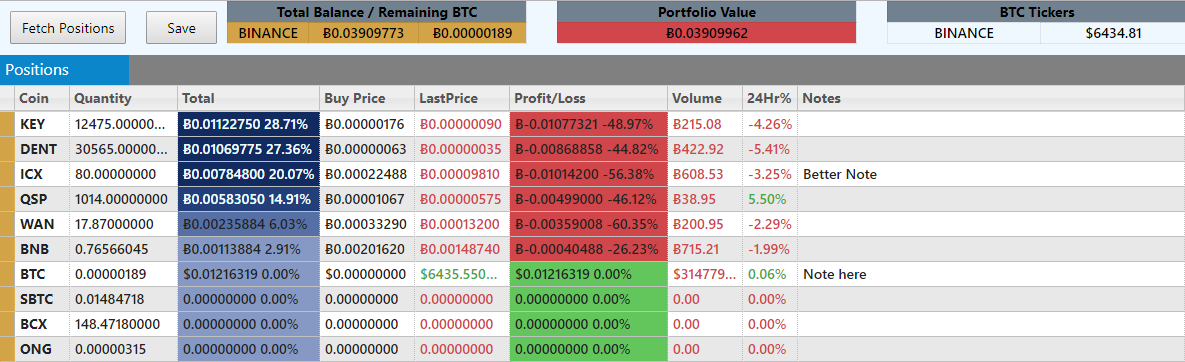 Fetch Positions Save Total Balance / Remaining BTC Portfolio Value BTC Tickers
BINANCE Ƀ0.03909773 Ƀ0.00000189 Ƀ0.03909962 BINANCE $6434.81
Positions
Coin Quantity Total Buy Price LastPrice Profit/Loss Volume 24Hr% Notes
KEY 12475.00000... Ƀ0.01122750 28.71% Ƀ0.00000176 Ƀ0.00000090 Ƀ-0.01077321 -48.97% Ƀ215.08 -4.26%
DENT 30565.00000... Ƀ0.01069775 27.36% Ƀ0.00000063 Ƀ0.00000035 Ƀ-0.00868858 -44.82% Ƀ422.92 -5.41%
ICX 80.00000000 Ƀ0.00784800 20.07% Ƀ0.00022488 Ƀ0.00009810 Ƀ-0.01014200 -56.38% Ƀ608.53 -3.25% Better Note
QSP 1014.00000000 Ƀ0.00583050 14.91% Ƀ0.00001067 Ƀ0.00000575 Ƀ-0.00499000 -46.12% Ƀ38.95 5.50%
WAN 17.87000000 Ƀ0.00235884 6.03% Ƀ0.00033290 Ƀ0.00013200 Ƀ-0.00359008 -60.35% Ƀ200.95 -2.29%
BNB 0.76566045 Ƀ0.00113884 2.91% Ƀ0.00201620 Ƀ0.00148740 Ƀ-0.00040488 -26.23% Ƀ715.21 -1.99%
BTC 0.00000189 $0.01216319 0.00% $0.00000000 $6435.550... $0.01216319 0.00% $314779... 0.06% Note here
SBTC 0.01484718 0.00000000 0.00% 0.00000000 0.00000000 0.00000000 0.00% 0.00 0.00%
BCX 148.47180000 0.00000000 0.00% 0.00000000 0.00000000 0.00000000 0.00% 0.00 0.00%
ONG 0.00000315 0.00000000 0.00% 0.00000000 0.00000000 0.00000000 0.00% 0.00 0.00%